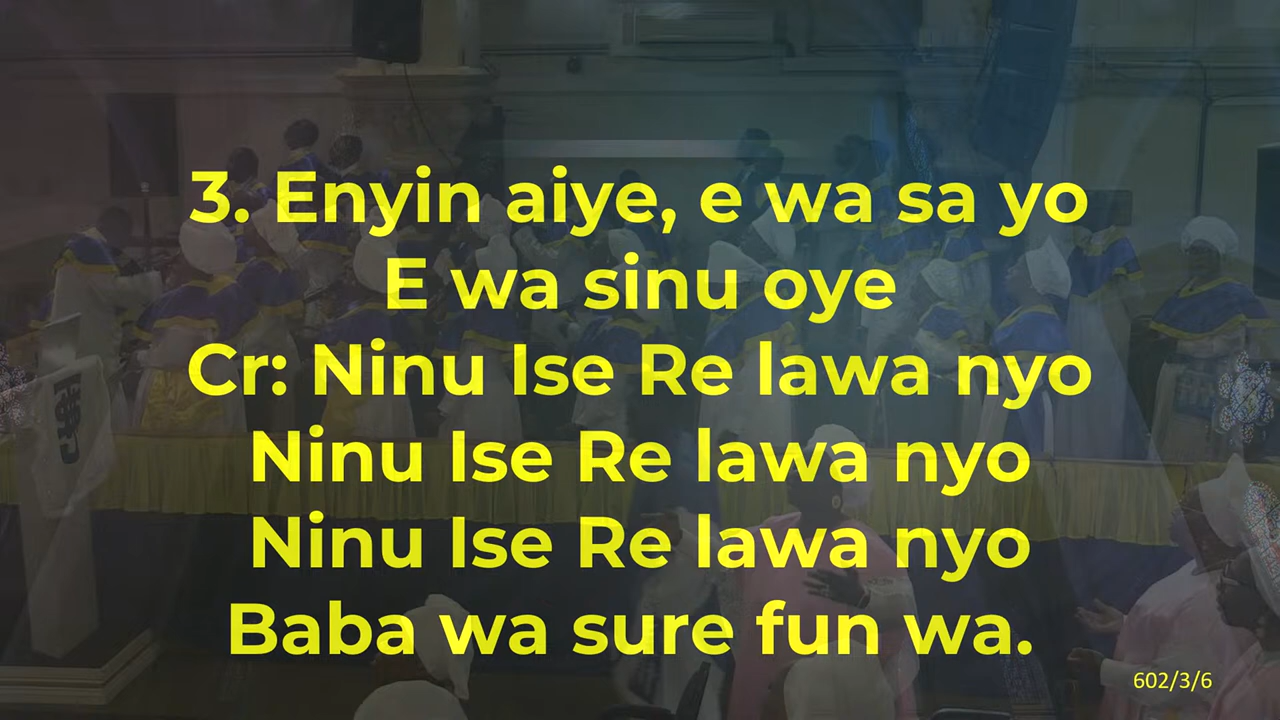 3. Enyin aiye, e wa sa yo
E wa sinu oye
Cr: Ninu Ise Re lawa nyo
Ninu Ise Re lawa nyo
Ninu Ise Re lawa nyo
Baba wa sure fun wa.
602/3/6